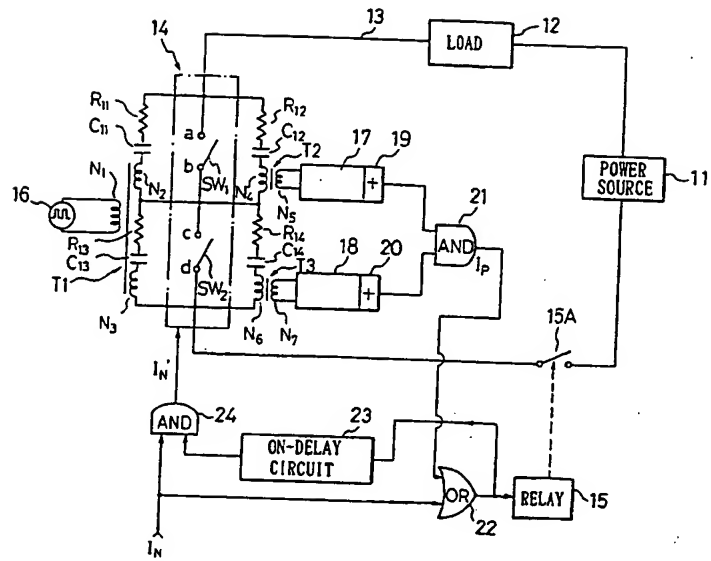 14
13
12
LOAD
R11
R12
C11
C12
a
b
SW1
T2
17
19
+
N1
N2
N4
N5
16
POWER SOURCE
11
21
AND
IP
R13
C13
T1
N3
c
d
SW2
R14
C14
T3
18
20
+
N6
N7
15A
IN'
AND
24
23
ON-DELAY
CIRCUIT
OR
22
RELAY
15
IN